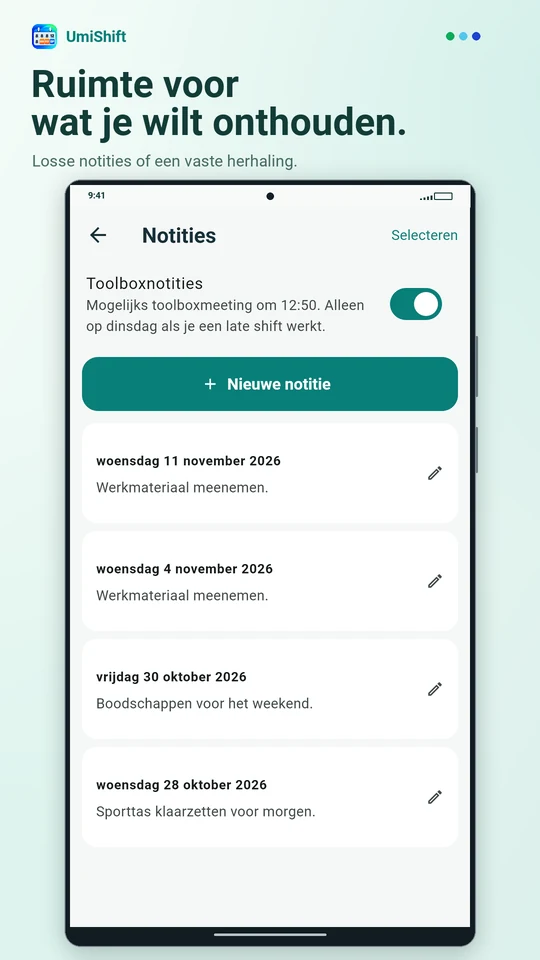 UmiShift
Ruimte voor
wat je wilt onthouden.
Losse notities of een vaste herhaling.
9:41
Notities
Selecteren
Toolboxnotities
Mogelijks toolboxmeeting om 12:50. Alleen
op dinsdag als je een late shift werkt.
+ Nieuwe notitie
woensdag 11 november 2026
Werkmateriaal meenemen.
woensdag 4 november 2026
Werkmateriaal meenemen.
vrijdag 30 oktober 2026
Boodschappen voor het weekend.
woensdag 28 oktober 2026
Sporttas klaarzetten voor morgen.